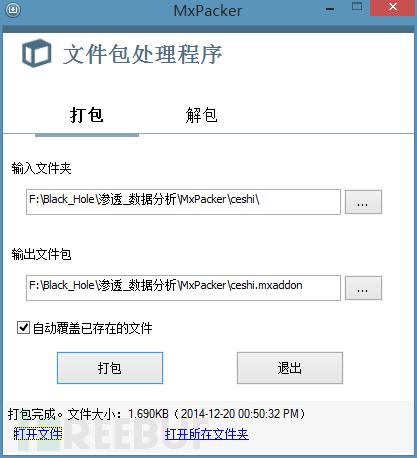 MxPacker
文件包处理程序
打包 解包
输入文件夹
F:\Black_Hole\渗透_数据分析\MxPacker\ceshi\
...
输出文件包
F:\Black_Hole\渗透_数据分析\MxPacker\ceshi.mxaddon
...
自动覆盖已存在的文件
打包 退出
打包完成。文件大小：1.690KB（2014-12-20 00:50:32 PM）
打开文件 打开所在文件夹
REEBUF